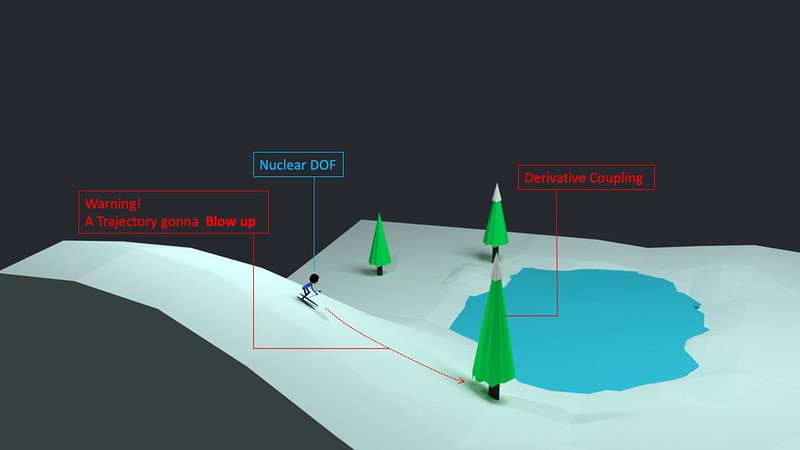 Nuclear DOF
Derivative Coupling
Warning!
A Trajectory gonna Blow up